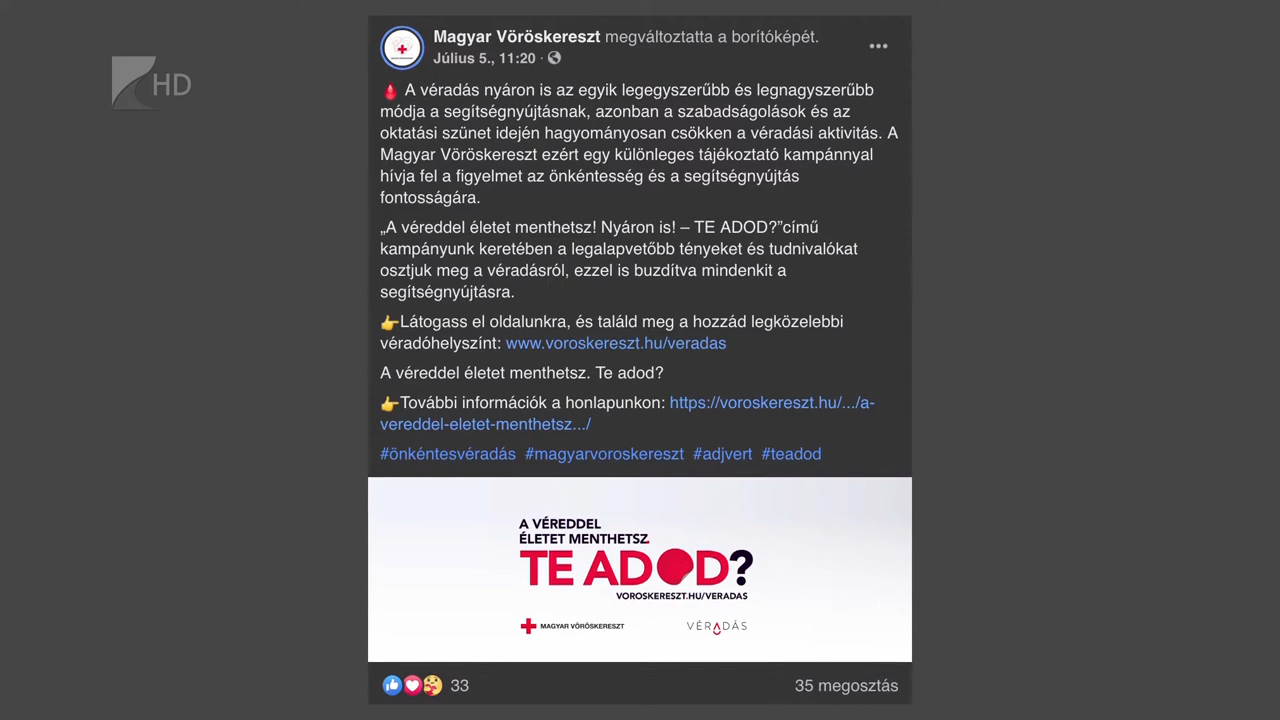 HD
Magyar Vöröskereszt megváltoztatta a borítóképét.
Július 5., 11:20 ·
A véradás nyáron is az egyik legegyszerűbb és legnagyszerűbb
módja a segítségnyújtásnak, azonban a szabadságolások és az
oktatási szünet idején hagyományosan csökken a véradási aktivitás. A
Magyar Vöröskereszt ezért egy különleges tájékoztató kampánnyal
hívja fel a figyelmet az önkéntesség és a segítségnyújtás
fontosságára.
„A véreddel életet menthetsz! Nyáron is! – TE ADOD?”című
kampányunk keretében a legalapvetőbb tényeket és tudnivalókat
osztjuk meg a véradásról, ezzel is buzdítva mindenkit a
segítségnyújtásra.
Látogass el oldalunkra, és találd meg a hozzád legközelebbi
véradóhelyszínt: www.voroskereszt.hu/veradas
A véreddel életet menthetsz. Te adod?
További információk a honlapunkon: https://voroskereszt.hu/.../a-
vereddel-eletet-menthetsz.../
#önkéntesvéradás #magyarvoroskereszt #adjvert #teadod
A VÉREDDEL
ÉLETET MENTHETSZ.
TE ADOD?
VOROSKERESZT.HU/VERADAS
MAGYAR VÖRÖSKERESZT
VÉRADÁS
33
35 megosztás